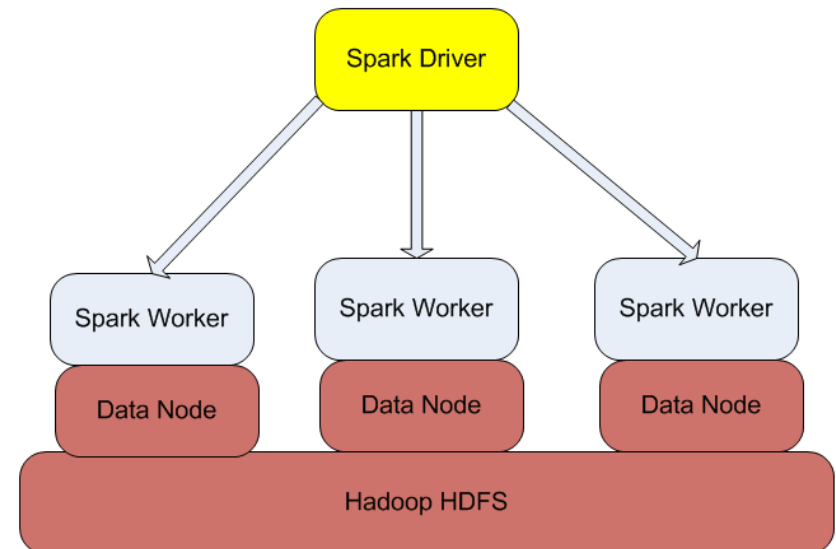 Spark Driver
Spark Worker
Spark Worker
Spark Worker
Data Node
Data Node
Data Node
Hadoop HDFS